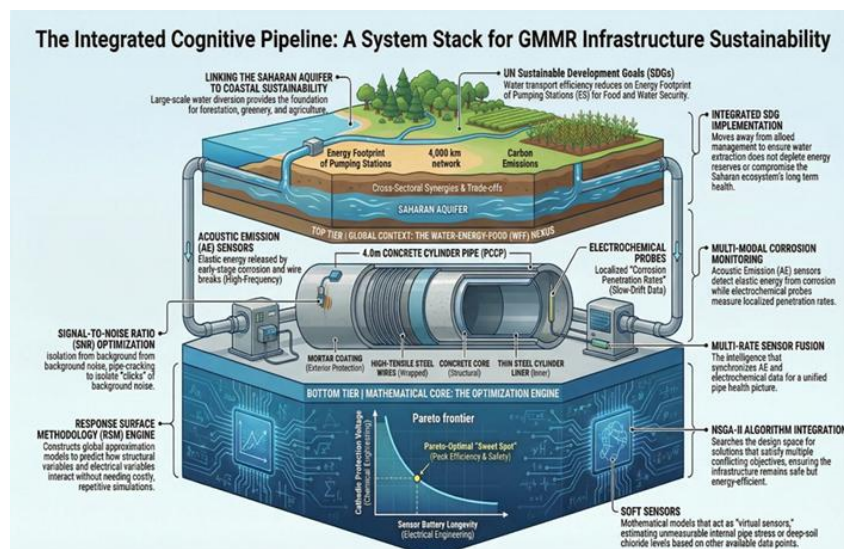 The Integrated Cognitive Pipeline: A System Stack for GMMR Infrastructure Sustainability
LINKING THE SAHARAN AQUIFER
TO COASTAL SUSTAINABILITY
Large-scale water diversion provides the foundation
for forestation, greenery, and agriculture.
UN Sustainable Development Goals (SDGs)
Water transport efficiency reduces on Energy Footprint
of Pumping Stations (ES) for Food and Water Security.
INTEGRATED SDG
IMPLEMENTATION
Moves away from alloed
management to ensure water
extraction does not deplete energy
reserves or compromise the
Saharan ecosystem's long term
health.
Energy Footprint
of Pumping Stations
4,000 km
network
Carbon
Emissions
Cross-Sectoral Synergies & Trade-offs
SAHARAN AQUIFER
TOP TIER | GLOBAL CONTEXT: THE WATER-ENERGY-FOOD (WFF) NEXUS
ACOUSTIC EMISSION
(AE) SENSORS
Elastic energy released by
early-stage corrosion and wire
breaks (High-Frequency)
4.0m CONCRETE CYLINDER PIPE (PCCP)
ELECTROCHEMICAL
PROBES
Localized "Corrosion
Penetration Rates"
(Slow-Drift Data)
MULTI-MODAL CORROSION
MONITORING
Acoustic Emission (AE) sensors
detect elastic energy from corrosion
while electrochemical probes
measure localized penetration rates.
SIGNAL-TO-NOISE RATIO
(SNR) OPTIMIZATION
isolation from background from
background noise, pipe-cracking
to isolate "clicks" of
background noise.
MORTAR COATING
(Exterior Protection)
HIGH-TENSILE STEEL
WIRES (Wrapped)
CONCRETE CORE
(Structural)
THIN STEEL CYLINDER
LINER (Inner)
MULTI-RATE SENSOR
FUSION
The intelligence that
synchronizes AE and
electrochemical data for a unified
pipe health picture.
BOTTOM TIER | MATHEMATICAL CORE: THE OPTIMIZATION ENGINE
RESPONSE SURFACE
METHODOLOGY (RSM) ENGINE
Constructs global approximation
models to predict how structural
variables and electrical variables
interact without needing costly,
repetitive simulations.
Pareto frontier
Pareto-Optimal "Sweet Spot"
(Peck Efficiency & Safety)
Cathodic Protection Voltage
(Chemical Engineering)
Sensor Battery Longevity
(Electrical Engineering)
NSGA-II ALGORITHM INTEGRATION
Searches the design space for
solutions that satisfy multiple
conflicting objectives, ensuring the
infrastructure remains safe but
energy-efficient.
SOFT SENSORS
Mathematical models that act as "virtual sensors,"
estimating unmeasurable internal pipe stress or deep-soil
chloride levels based on other available data points.